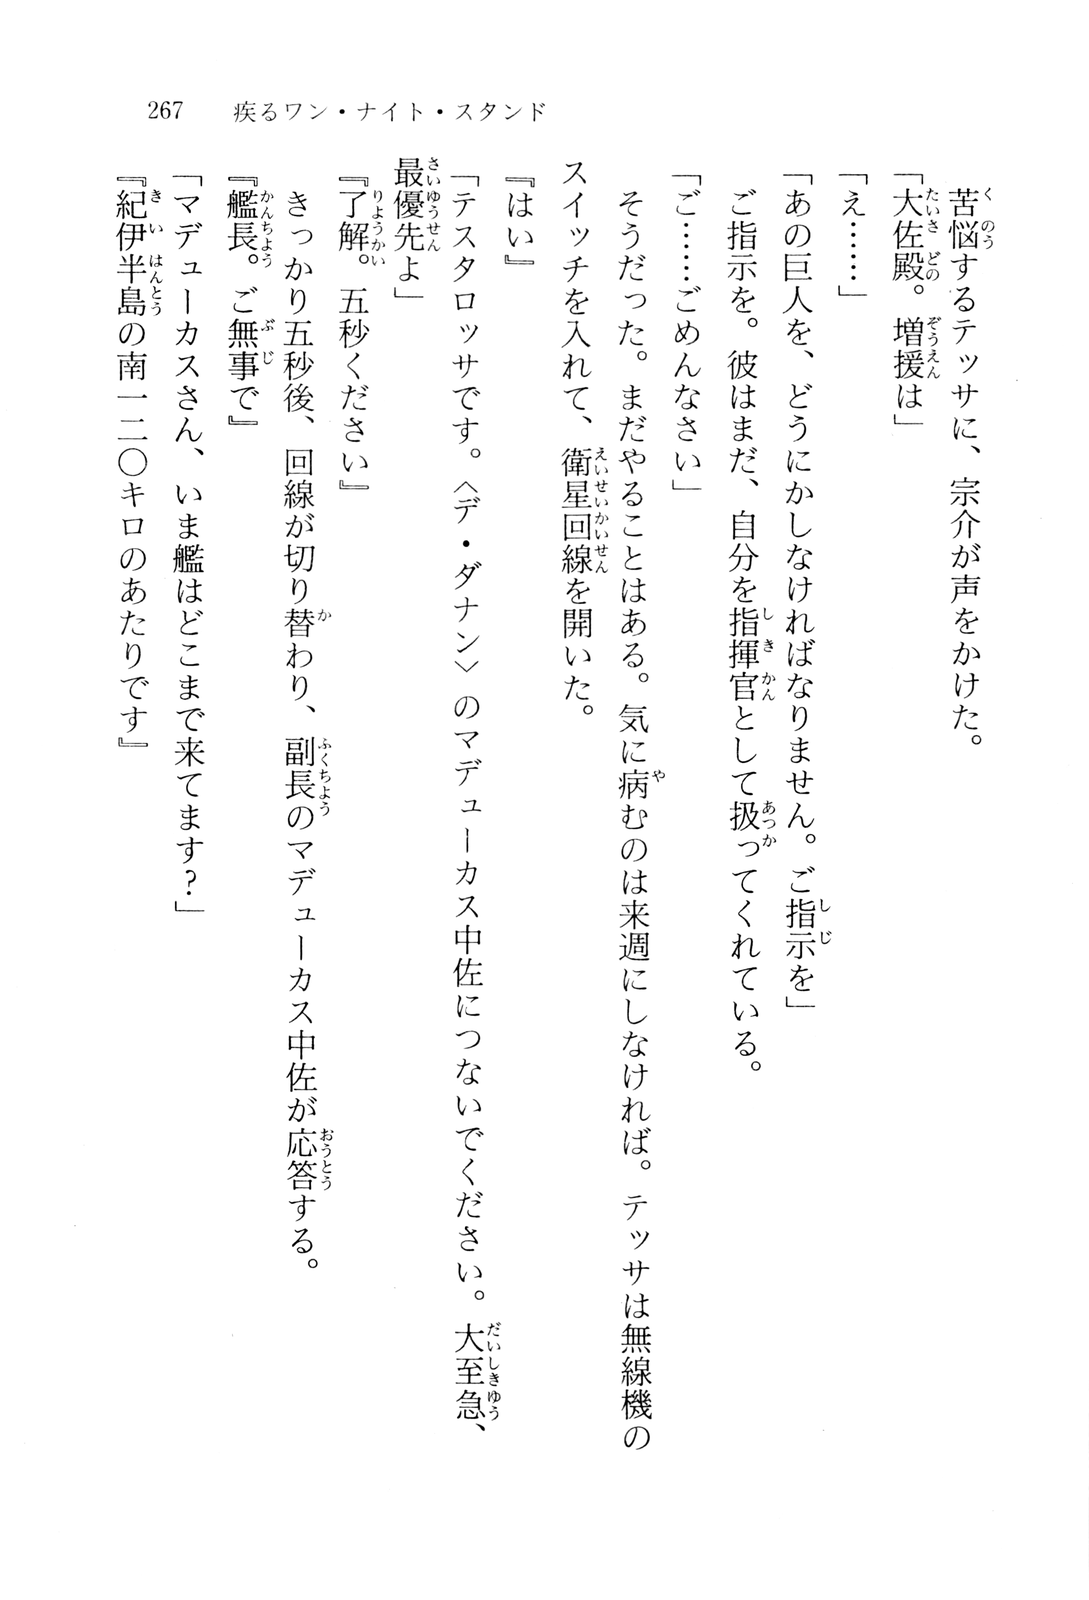 267　疾るワン・ナイト・スタンド
苦悩するテッサに、宗介が声をかけた。
「大佐殿。増援は」
「え……」
「あの巨人を、どうにかしなければなりません。ご指示を」
ご指示を。彼はまだ、自分を指揮官として扱ってくれている。
「ご……ごめんなさい」
そうだった。まだやることはある。気に病むのは来週にしなければ。テッサは無線機の
スイッチを入れて、衛星回線を開いた。
『はい』
「テスタロッサです。〈デ・ダナン〉のマデューカス中佐につないでください。大至急、
最優先よ」
『了解。五秒ください』
きっかり五秒後、回線が切り替わり、副長のマデューカス中佐が応答する。
『艦長。ご無事で』
「マデューカスさん、いま艦はどこまで来てます？」
『紀伊半島の南一二〇キロのあたりです』